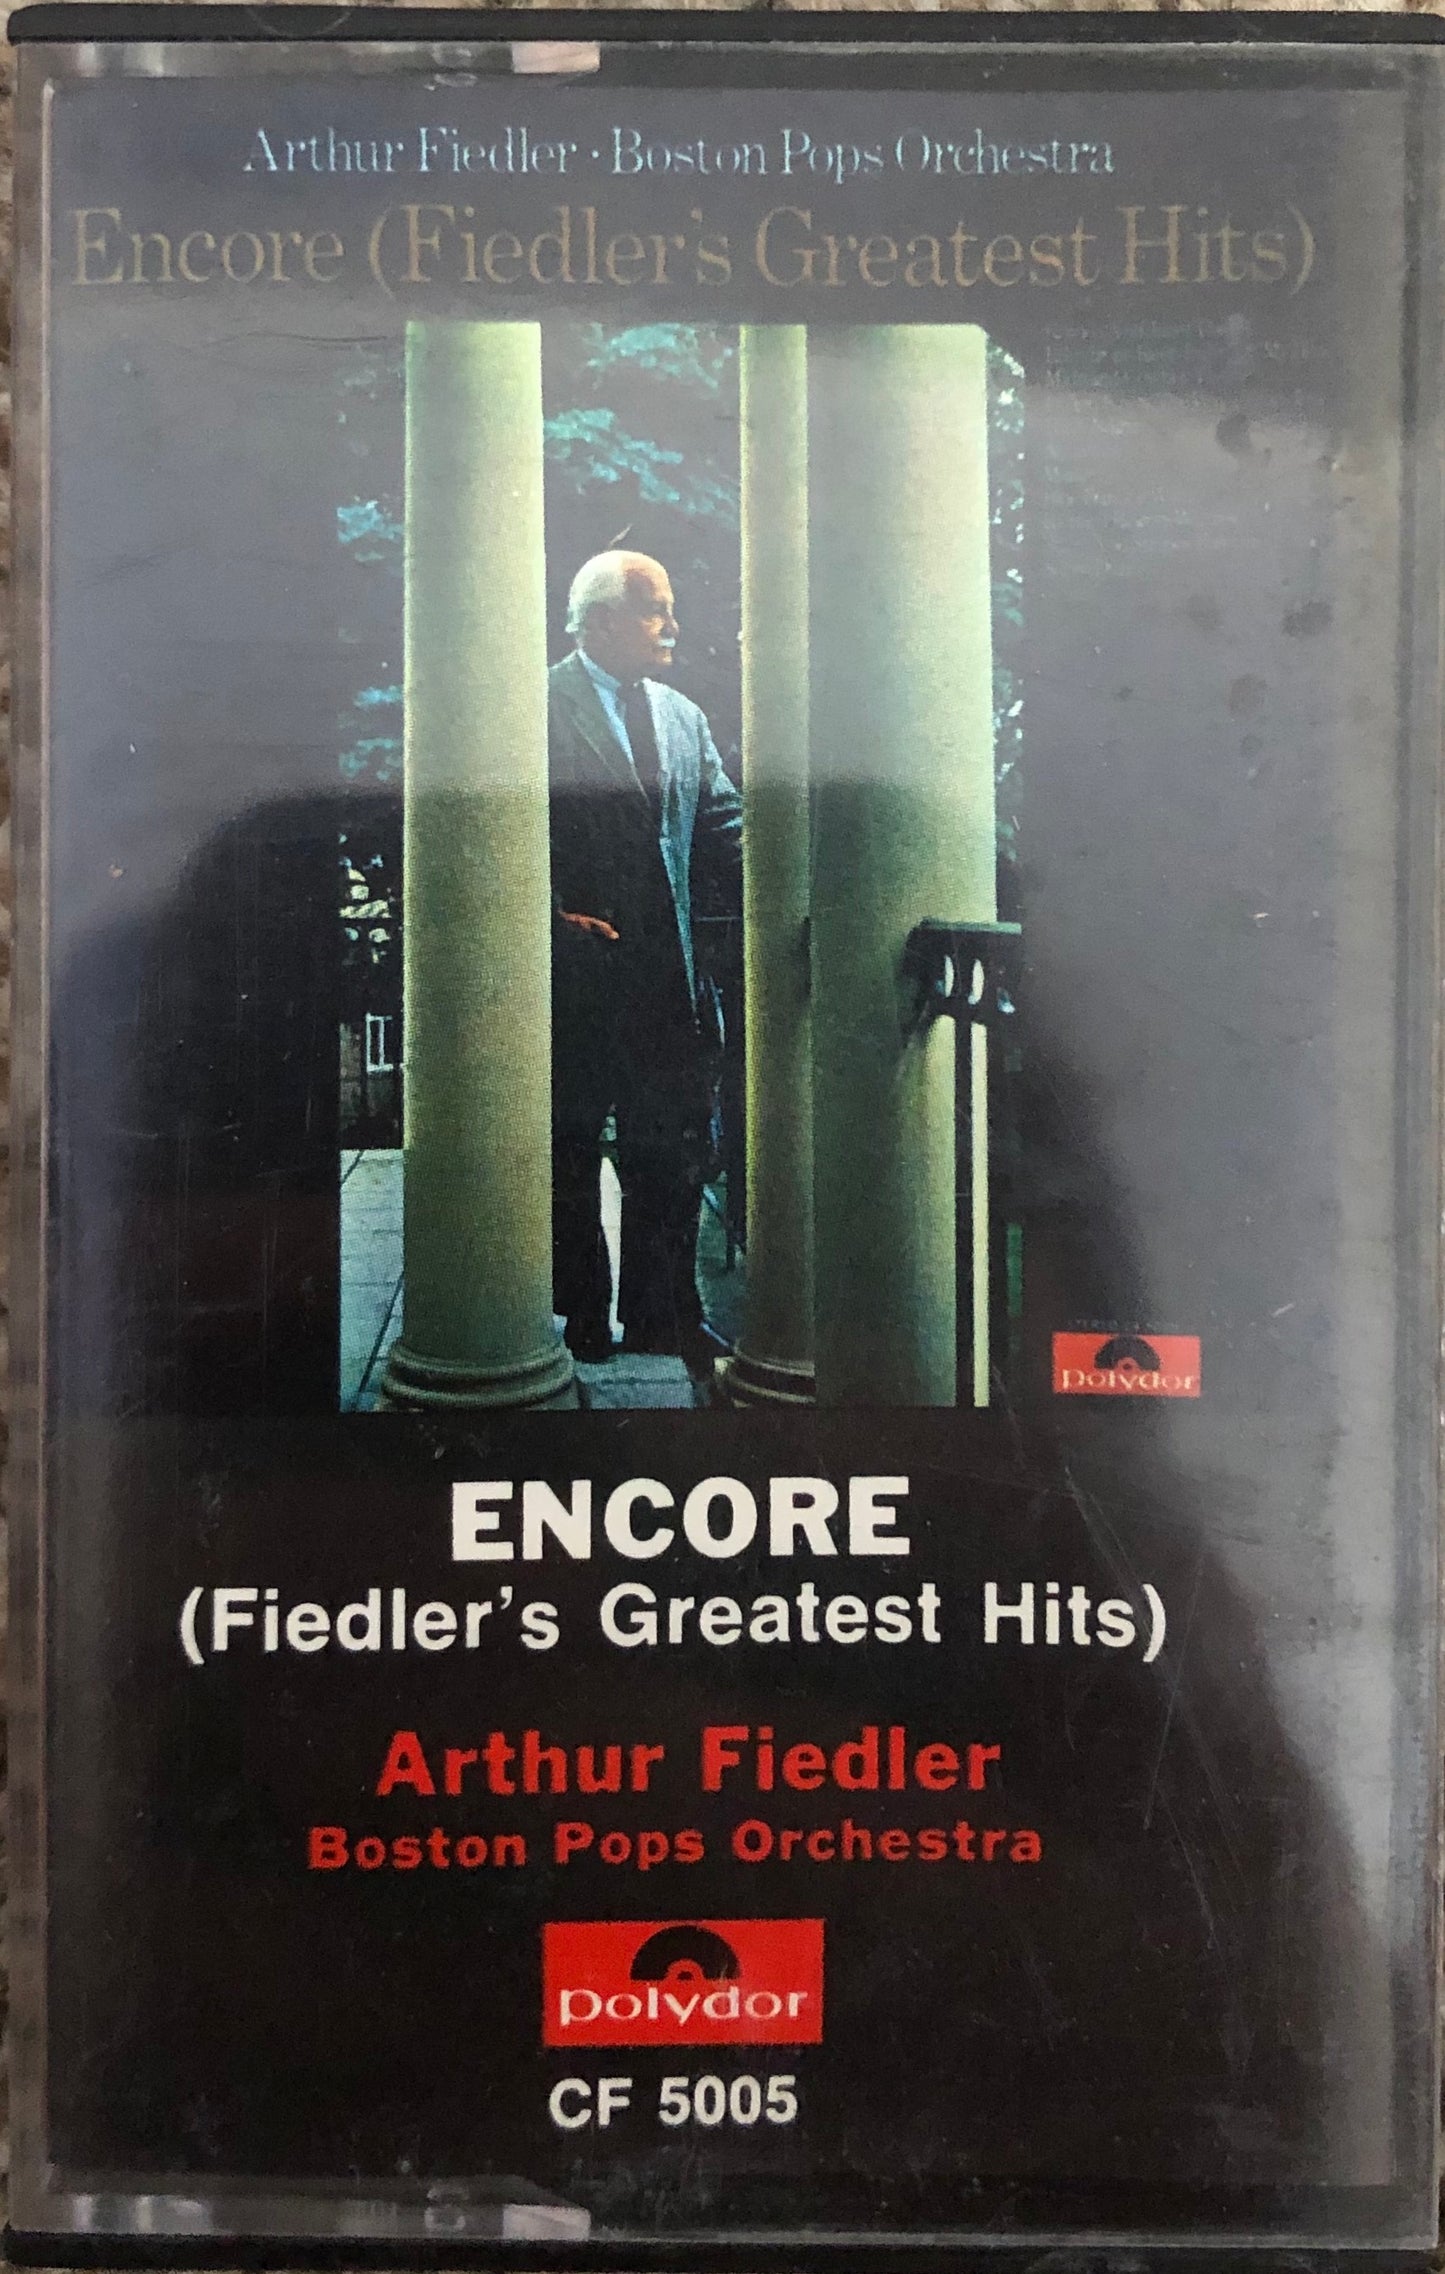 Arthur Fiedler · Boston Pops Orchestra
Encore (Fiedler's Greatest Hits)
polydor
ENCORE
(Fiedler's Greatest Hits)
Arthur Fiedler
Boston Pops Orchestra
polydor
CF 5005